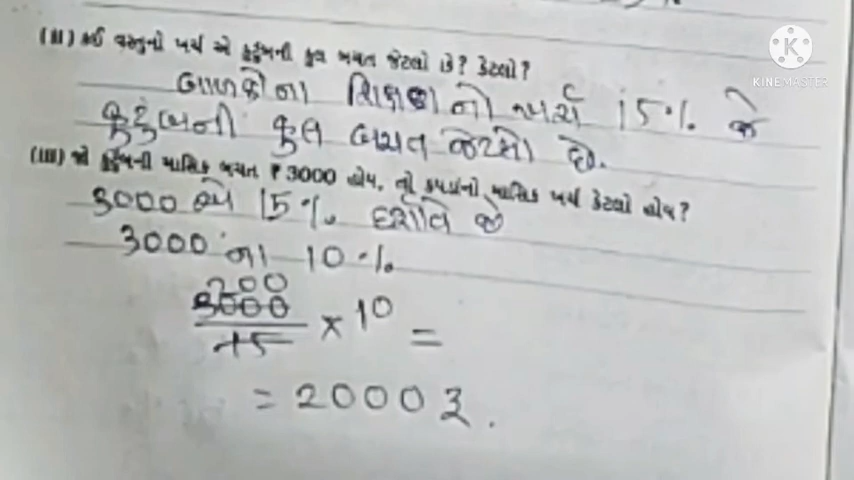 (II) કઈ વસ્તુનો ખર્ચ એ કુટુંબની કુલ બચત જેટલો છે? કેટલો?
બાળકોના શિક્ષણનો ખર્ચ 15% જે
કુટુંબની કુલ બચત જેટલો છે.
(III) જો કુટુંબની માસિક બચત ₹ 3000 હોય, તો કપડાંનો માસિક ખર્ચ કેટલો હોય?
3000 એ 15% દર્શાવે છે
3000 ના 10%
200
3000
15
× 10 =
= 2000 રૂ.
KINEMASTER